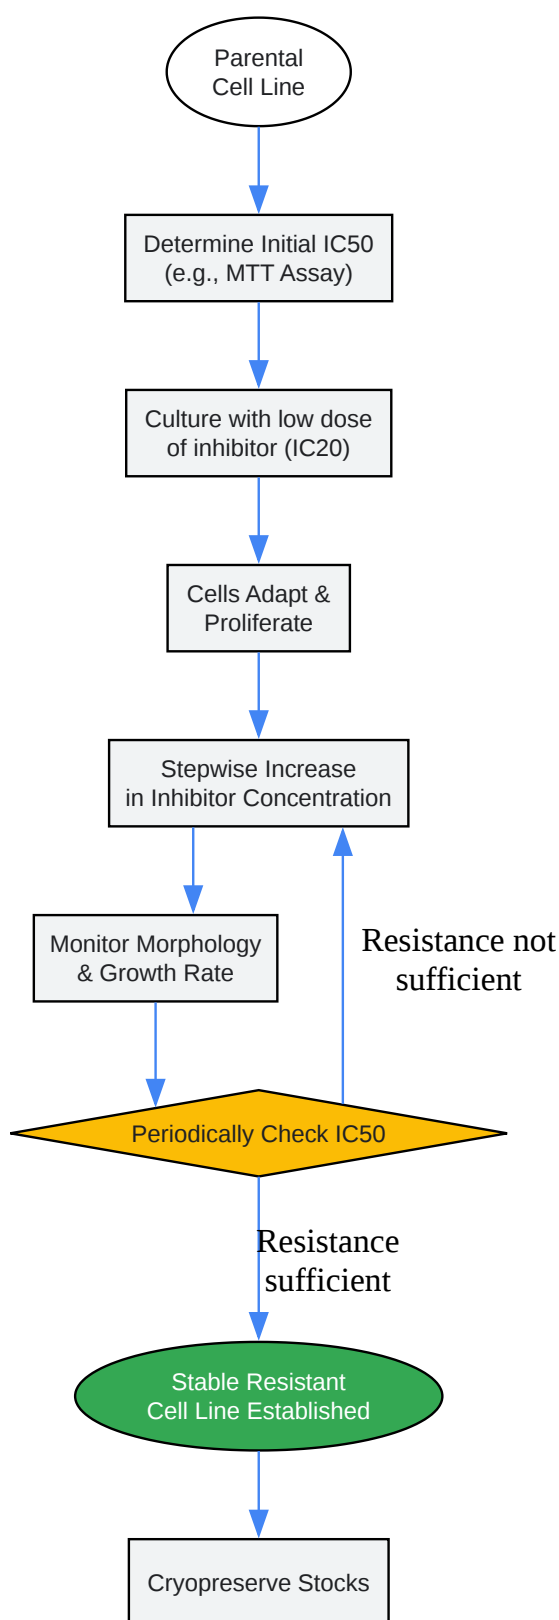 Parental
Cell Line
Determine Initial IC50
(e.g., MTT Assay)
Culture with low dose
of inhibitor (IC20)
Cells Adapt &
Proliferate
Stepwise Increase
in Inhibitor Concentration
Monitor Morphology
& Growth Rate
Resistance not
sufficient
Periodically Check IC50
Resistance
sufficient
Stable Resistant
Cell Line Established
Cryopreserve Stocks